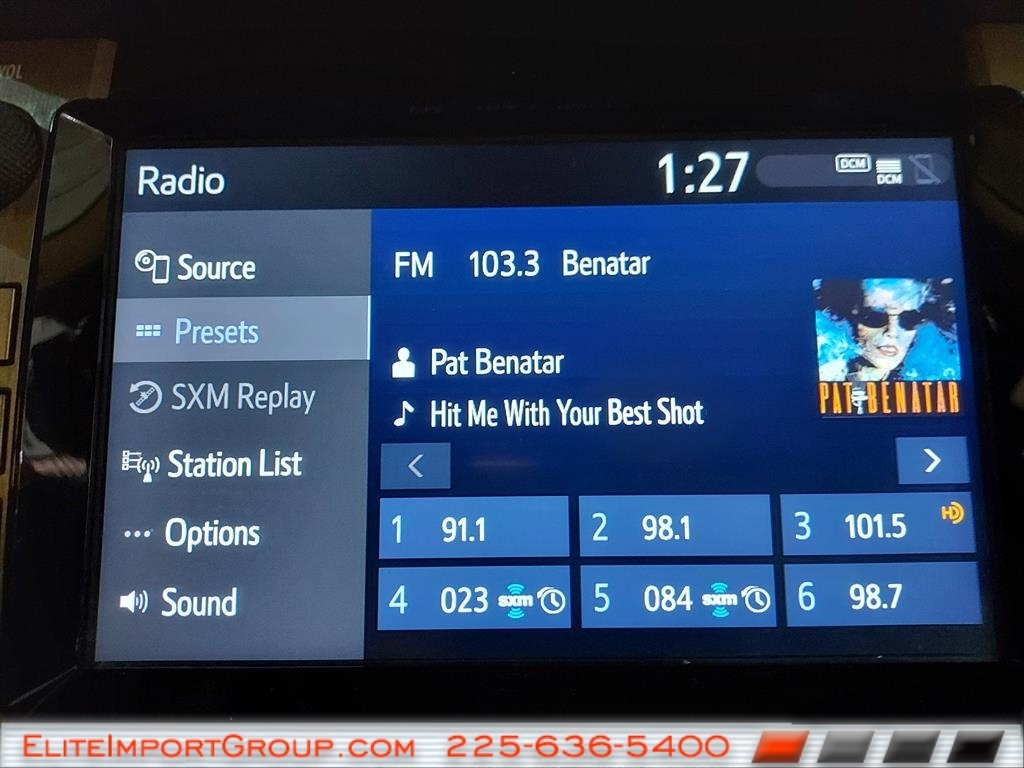 VOL
Radio
1:27
DCM
DCM
Source
Presets
SXM Replay
Station List
Options
Sound
FM 103.3 Benatar
Pat Benatar
Hit Me With Your Best Shot
PAT BENATAR
1 91.1
2 98.1
3 101.5 HD
4 023 sxm
5 084 sxm
6 98.7
ELITEIMPORTGROUP.COM 225-636-5400